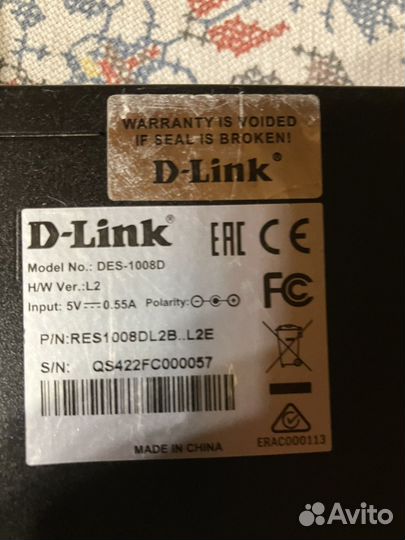 WARRANTY IS VOIDED
IF SEAL IS BROKEN!
D-Link®
D-Link®
EAC CE
Model No.: DES-1008D
H/W Ver.: L2
Input: 5V⎓0.55A Polarity:
FC
P/N:RES1008DL2B..L2E
S/N: QS422FC000057
ERAC000113
MADE IN CHINA
Avito